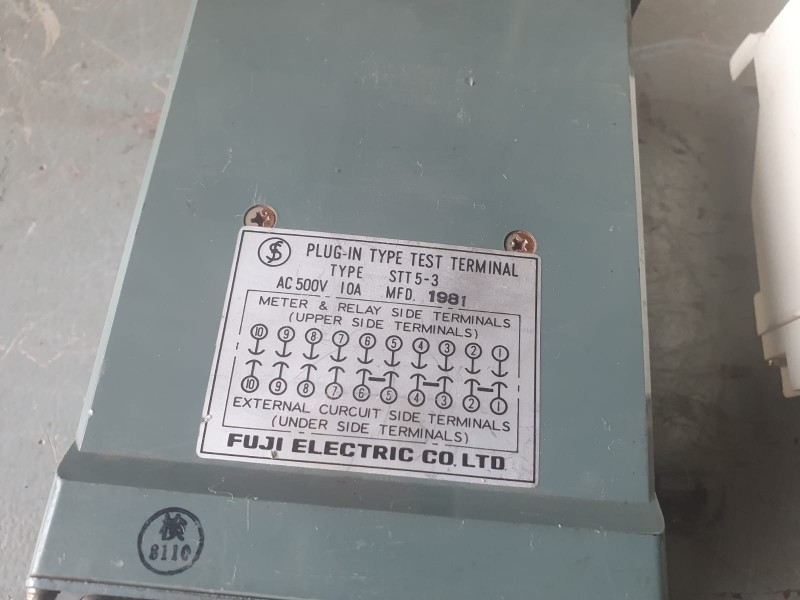 PLUG-IN TYPE TEST TERMINAL
TYPE STT5-3
AC 500V 10A MFD. 1981
METER & RELAY SIDE TERMINALS
(UPPER SIDE TERMINALS)
10 9 8 7 6 5 4 3 2 1
10 9 8 7 6 5 4 3 2 1
EXTERNAL CURCUIT SIDE TERMINALS
(UNDER SIDE TERMINALS)
FUJI ELECTRIC CO. LTD.
検
8110